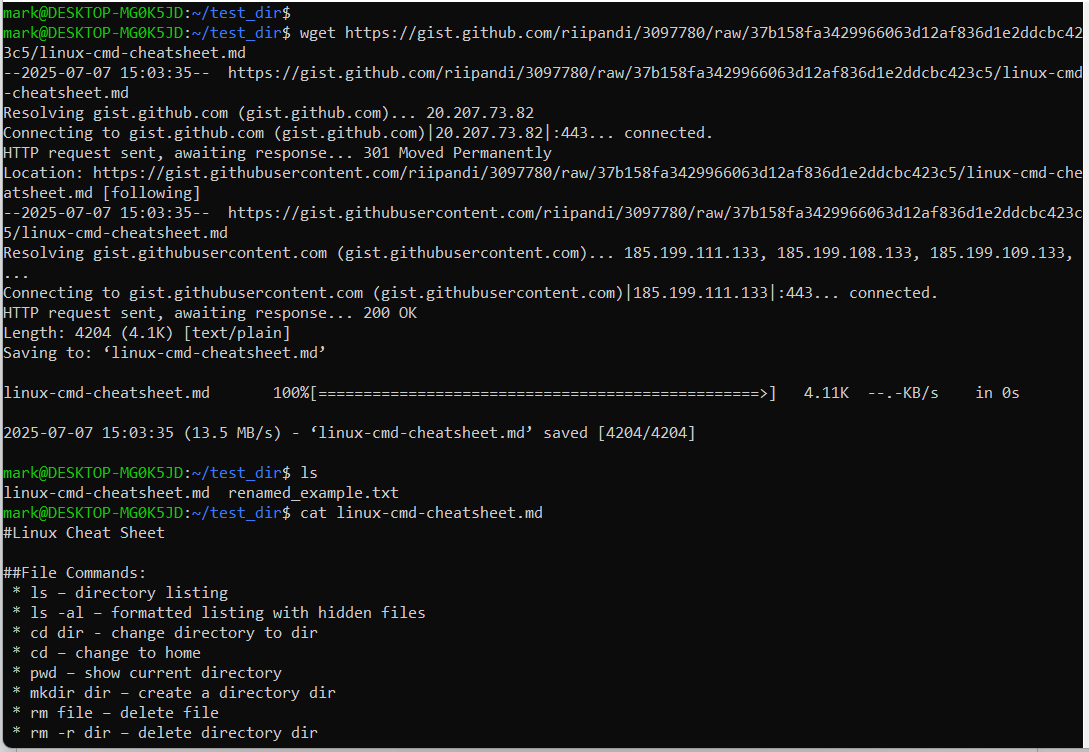 mark@DESKTOP-MG0K5JD:~/test_dir$
mark@DESKTOP-MG0K5JD:~/test_dir$ wget https://gist.github.com/riipandi/3097780/raw/37b158fa3429966063d12af836d1e2ddcbc42
3c5/linux-cmd-cheatsheet.md
--2025-07-07 15:03:35--  https://gist.github.com/riipandi/3097780/raw/37b158fa3429966063d12af836d1e2ddcbc423c5/linux-cmd
-cheatsheet.md
Resolving gist.github.com (gist.github.com)... 20.207.73.82
Connecting to gist.github.com (gist.github.com)|20.207.73.82|:443... connected.
HTTP request sent, awaiting response... 301 Moved Permanently
Location: https://gist.githubusercontent.com/riipandi/3097780/raw/37b158fa3429966063d12af836d1e2ddcbc423c5/linux-cmd-che
atsheet.md [following]
--2025-07-07 15:03:35--  https://gist.githubusercontent.com/riipandi/3097780/raw/37b158fa3429966063d12af836d1e2ddcbc423c
5/linux-cmd-cheatsheet.md
Resolving gist.githubusercontent.com (gist.githubusercontent.com)... 185.199.111.133, 185.199.108.133, 185.199.109.133,
...
Connecting to gist.githubusercontent.com (gist.githubusercontent.com)|185.199.111.133|:443... connected.
HTTP request sent, awaiting response... 200 OK
Length: 4204 (4.1K) [text/plain]
Saving to: ‘linux-cmd-cheatsheet.md’

linux-cmd-cheatsheet.md       100%[=================================================>]   4.11K  --.-KB/s    in 0s

2025-07-07 15:03:35 (13.5 MB/s) - ‘linux-cmd-cheatsheet.md’ saved [4204/4204]

mark@DESKTOP-MG0K5JD:~/test_dir$ ls
linux-cmd-cheatsheet.md  renamed_example.txt
mark@DESKTOP-MG0K5JD:~/test_dir$ cat linux-cmd-cheatsheet.md
#Linux Cheat Sheet

##File Commands:
 * ls – directory listing
 * ls -al – formatted listing with hidden files
 * cd dir - change directory to dir
 * cd – change to home
 * pwd – show current directory
 * mkdir dir – create a directory dir
 * rm file – delete file
 * rm -r dir – delete directory dir